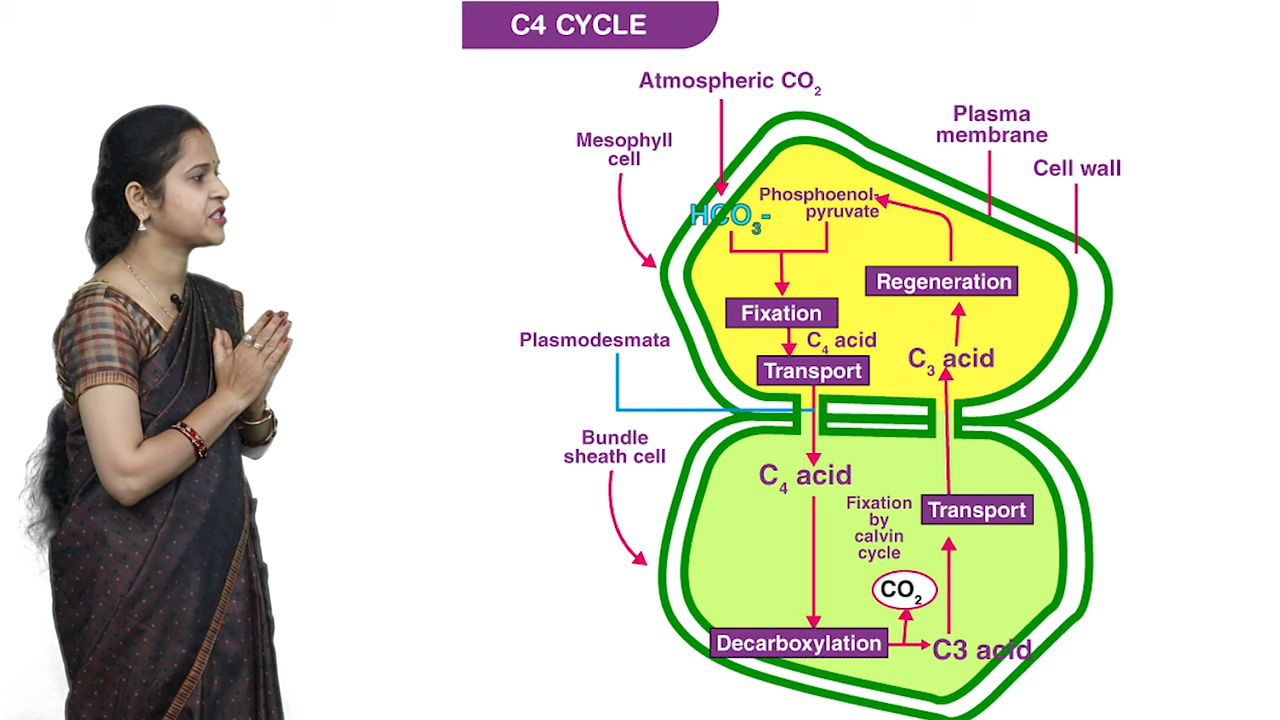 C4 CYCLE
Atmospheric CO₂
Plasma
membrane
Mesophyll
cell
Cell wall
Phosphoenol-
pyruvate
HCO₃-
Regeneration
Fixation
C₄ acid
Plasmodesmata
C₃ acid
Transport
Bundle
sheath cell
C₄ acid
Fixation
by
calvin
cycle
Transport
CO₂
Decarboxylation
C3 acid